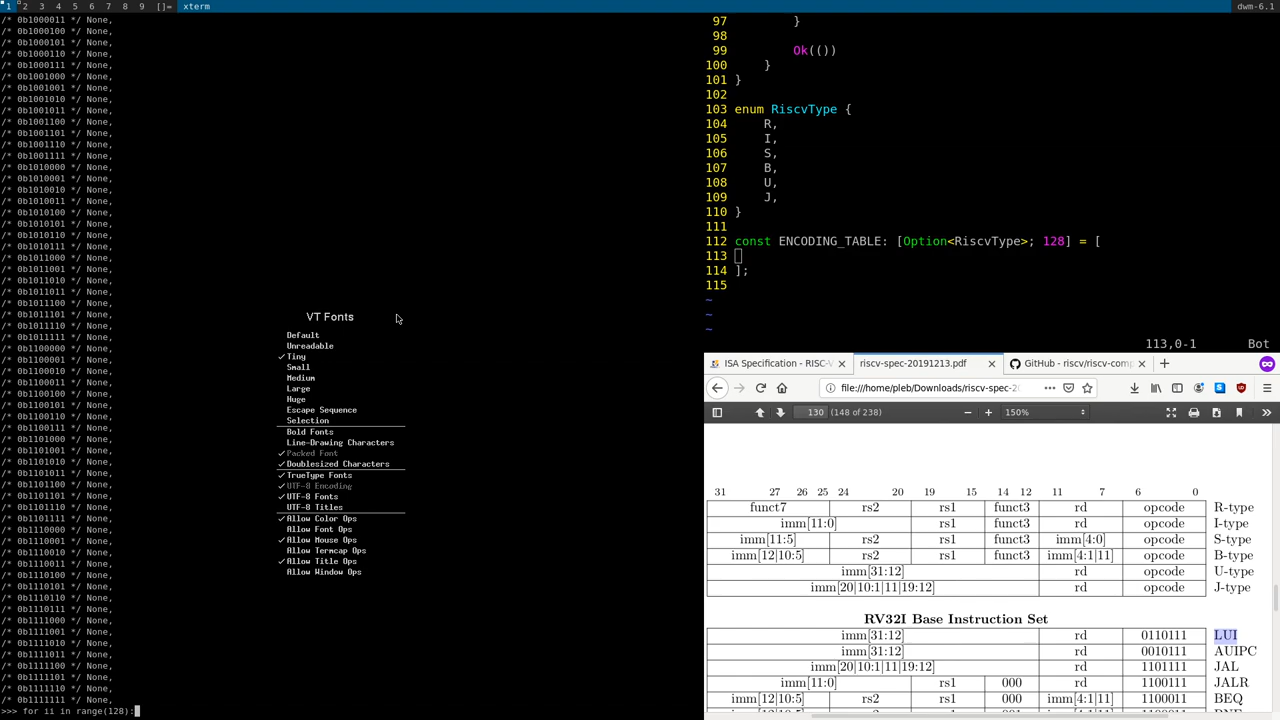 1 2 3 4 5 6 7 8 9 []= xterm dwm-6.1
/* 0b1000011 */ None,
/* 0b1000100 */ None,
/* 0b1000101 */ None,
/* 0b1000110 */ None,
/* 0b1000111 */ None,
/* 0b1001000 */ None,
/* 0b1001001 */ None,
/* 0b1001010 */ None,
/* 0b1001011 */ None,
/* 0b1001100 */ None,
/* 0b1001101 */ None,
/* 0b1001110 */ None,
/* 0b1001111 */ None,
/* 0b1010000 */ None,
/* 0b1010001 */ None,
/* 0b1010010 */ None,
/* 0b1010011 */ None,
/* 0b1010100 */ None,
/* 0b1010101 */ None,
/* 0b1010110 */ None,
/* 0b1010111 */ None,
/* 0b1011000 */ None,
/* 0b1011001 */ None,
/* 0b1011010 */ None,
/* 0b1011011 */ None,
/* 0b1011100 */ None,
/* 0b1011101 */ None,
/* 0b1011110 */ None,
/* 0b1011111 */ None,
/* 0b1100000 */ None,
/* 0b1100001 */ None,
/* 0b1100010 */ None,
/* 0b1100011 */ None,
/* 0b1100100 */ None,
/* 0b1100101 */ None,
/* 0b1100110 */ None,
/* 0b1100111 */ None,
/* 0b1101000 */ None,
/* 0b1101001 */ None,
/* 0b1101010 */ None,
/* 0b1101011 */ None,
/* 0b1101100 */ None,
/* 0b1101101 */ None,
/* 0b1101110 */ None,
/* 0b1101111 */ None,
/* 0b1110000 */ None,
/* 0b1110001 */ None,
/* 0b1110010 */ None,
/* 0b1110011 */ None,
/* 0b1110100 */ None,
/* 0b1110101 */ None,
/* 0b1110110 */ None,
/* 0b1110111 */ None,
/* 0b1111000 */ None,
/* 0b1111001 */ None,
/* 0b1111010 */ None,
/* 0b1111011 */ None,
/* 0b1111100 */ None,
/* 0b1111101 */ None,
/* 0b1111110 */ None,
/* 0b1111111 */ None,
>>> for ii in range(128):
VT Fonts
Default
Unreadable
✓ Tiny
Small
Medium
Large
Huge
Escape Sequence
Selection
Bold Fonts
Line-Drawing Characters
✓ Packed Font
✓ Doublesized Characters
✓ TrueType Fonts
✓ UTF-8 Encoding
✓ UTF-8 Fonts
UTF-8 Titles
✓ Allow Color Ops
Allow Font Ops
✓ Allow Mouse Ops
Allow Termcap Ops
✓ Allow Title Ops
Allow Window Ops
97 }
98
99 Ok(())
100 }
101 }
102
103 enum RiscvType {
104 R,
105 I,
106 S,
107 B,
108 U,
109 J,
110 }
111
112 const ENCODING_TABLE: [Option<RiscvType>; 128] = [
113
114 ];
115
~
~
~
113,0-1 Bot
ISA Specification - RISC-V riscv-spec-20191213.pdf GitHub - riscv/riscv-com
file:///home/pleb/Downloads/riscv-spec-20
130 (148 of 238) 150%
31 27 26 25 24 20 19 15 14 12 11 7 6 0
funct7 rs2 rs1 funct3 rd opcode R-type
imm[11:0] rs1 funct3 rd opcode I-type
imm[11:5] rs2 rs1 funct3 imm[4:0] opcode S-type
imm[12|10:5] rs2 rs1 funct3 imm[4:1|11] opcode B-type
imm[31:12] rd opcode U-type
imm[20|10:1|11|19:12] rd opcode J-type
RV32I Base Instruction Set
imm[31:12] rd 0110111 LUI
imm[31:12] rd 0010111 AUIPC
imm[20|10:1|11|19:12] rd 1101111 JAL
imm[11:0] rs1 000 rd 1100111 JALR
imm[12|10:5] rs2 rs1 000 imm[4:1|11] 1100011 BEQ